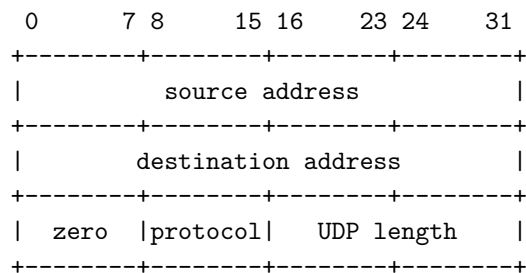 0      7 8     15 16    23 24    31
+--------+--------+--------+--------+
|          source address           |
+--------+--------+--------+--------+
|        destination address        |
+--------+--------+--------+--------+
|  zero  |protocol|   UDP length    |
+--------+--------+--------+--------+